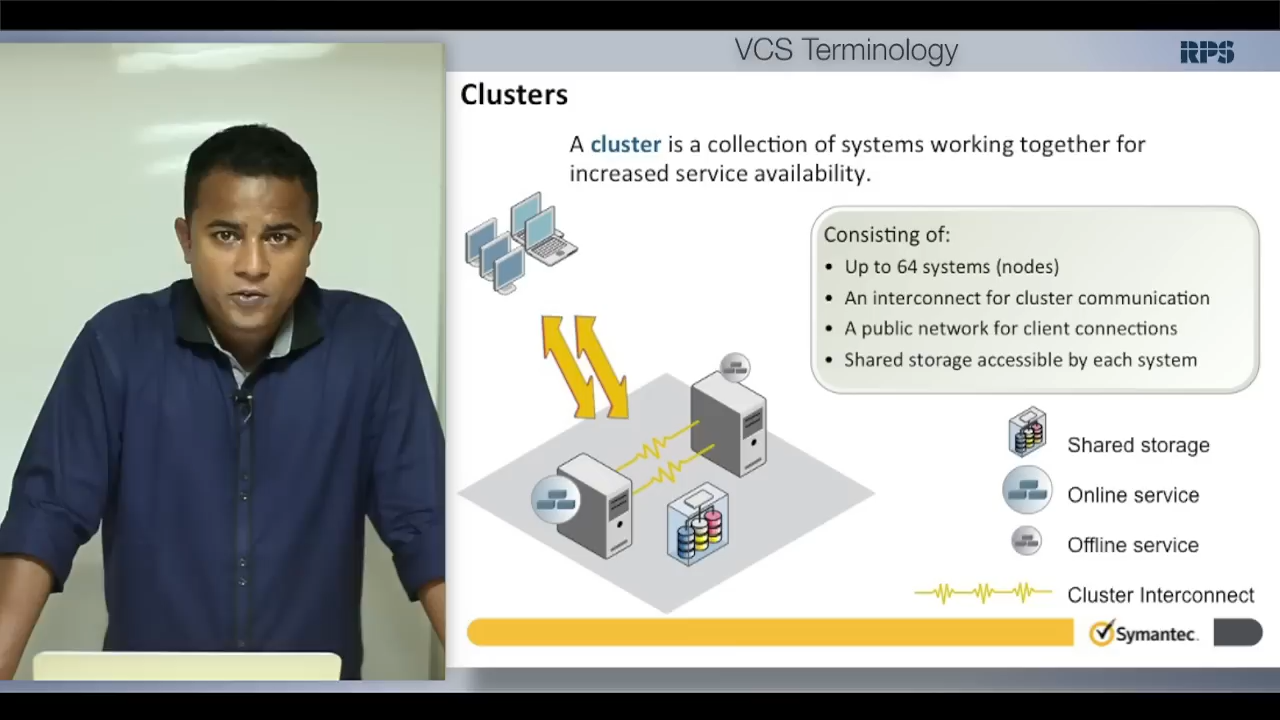 VCS Terminology
RPS
Clusters
A cluster is a collection of systems working together for
increased service availability.
Consisting of:
• Up to 64 systems (nodes)
• An interconnect for cluster communication
• A public network for client connections
• Shared storage accessible by each system
Shared storage
Online service
Offline service
Cluster Interconnect
Symantec.